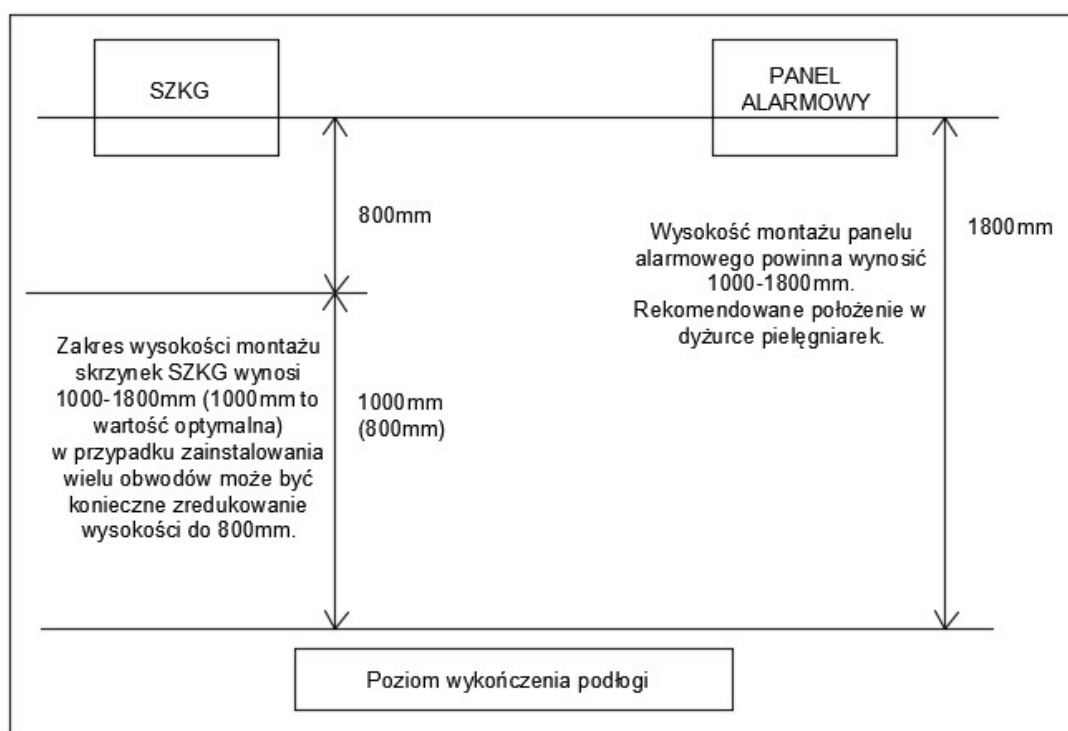 SZKG
PANEL
ALARMOWY
800mm
1800mm
Wysokość montażu panelu
alarmowego powinna wynosić
1000-1800mm.
Rekomendowane położenie w
dyżurce pielęgniarek.
Zakres wysokości montażu
skrzynek SZKG wynosi
1000-1800mm (1000mm to
wartość optymalna)
w przypadku zainstalowania
wielu obwodów może być
konieczne zredukowanie
wysokości do 800mm.
1000mm
(800mm)
Poziom wykończenia podłogi